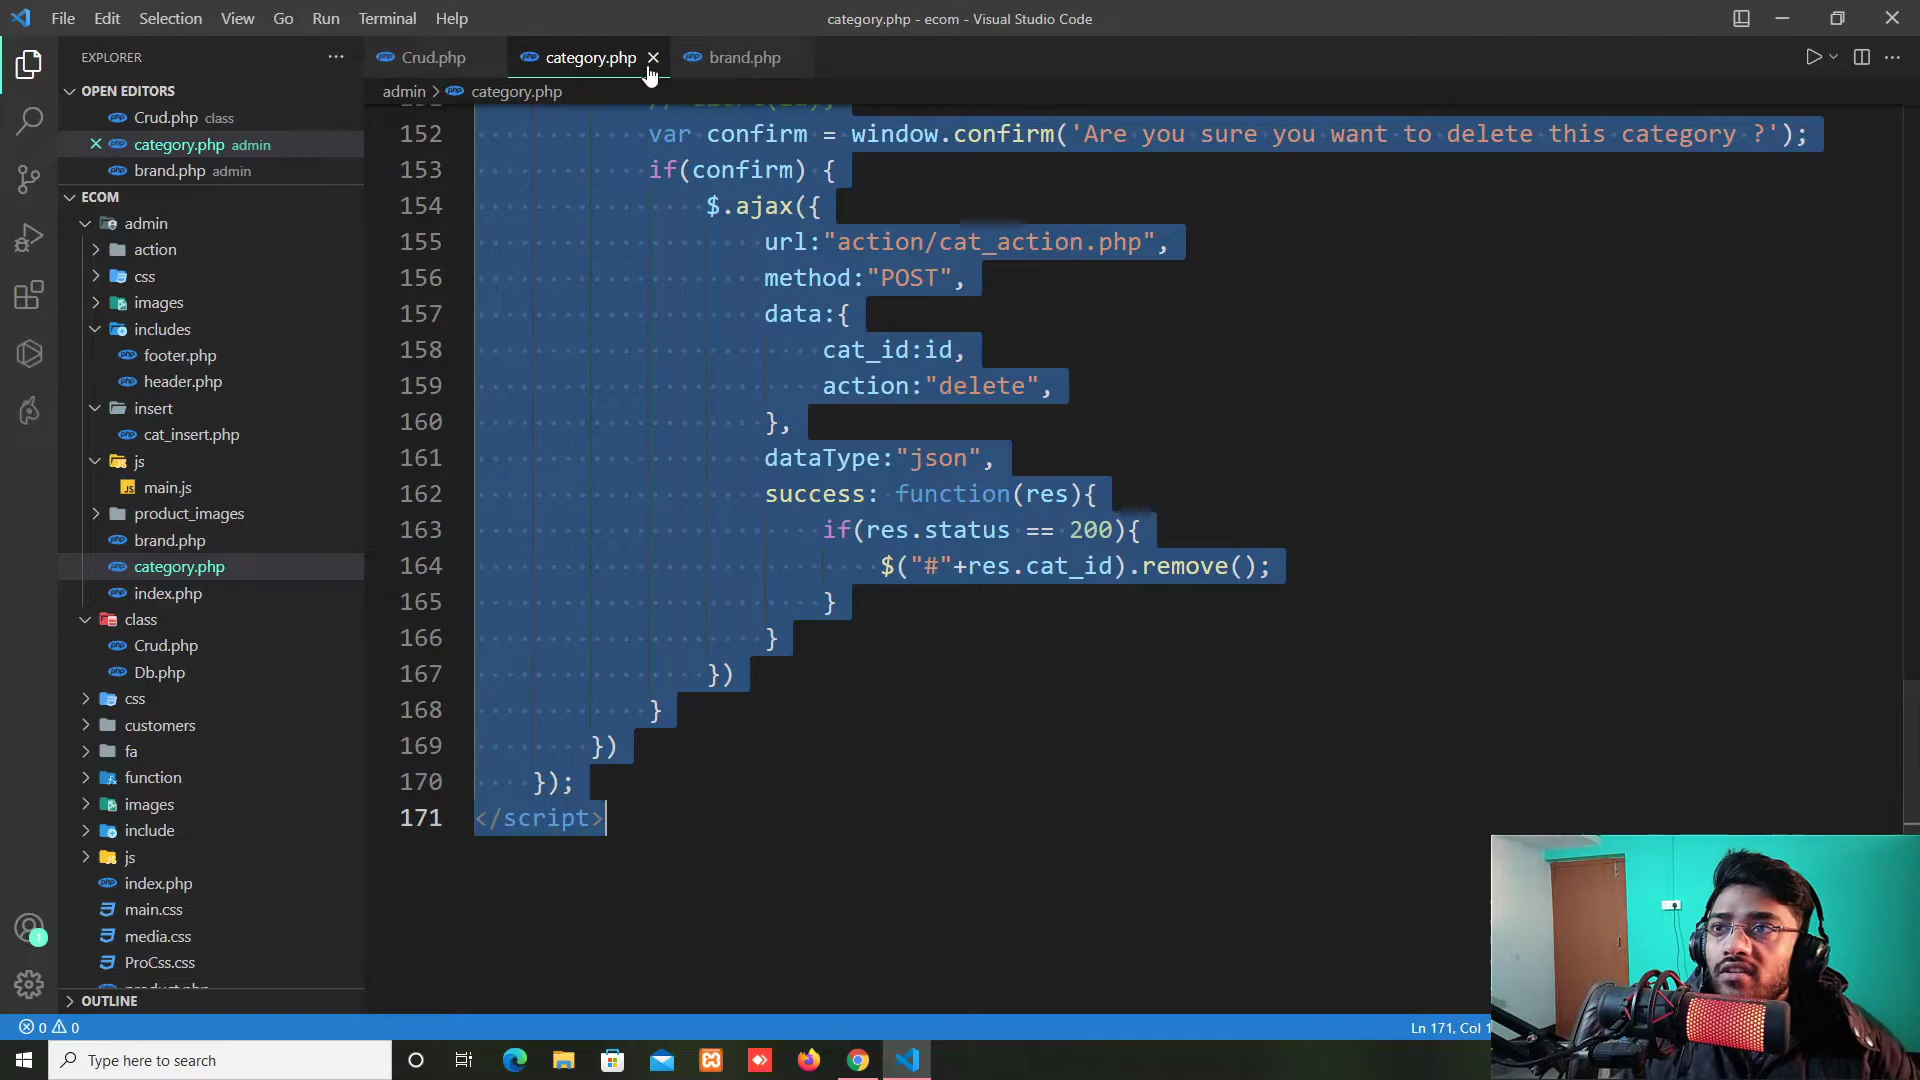 File Edit Selection View Go Run Terminal Help
category.php - ecom - Visual Studio Code
EXPLORER
OPEN EDITORS
Crud.php class
category.php admin
brand.php admin
ECOM
admin
action
css
images
includes
footer.php
header.php
insert
cat_insert.php
js
main.js
product_images
brand.php
category.php
index.php
class
Crud.php
Db.php
css
customers
fa
function
images
include
js
index.php
main.css
media.css
ProCss.css
OUTLINE
Crud.php category.php brand.php
admin > category.php
152 var confirm = window.confirm('Are you sure you want to delete this category ?');
153 if(confirm) {
154 $.ajax({
155 url:"action/cat_action.php",
156 method:"POST",
157 data:{
158 cat_id:id,
159 action:"delete",
160 },
161 dataType:"json",
162 success: function(res){
163 if(res.status == 200){
164 $("#"+res.cat_id).remove();
165 }
166 }
167 })
168 }
169 })
170 });
171 </script>
1
0 0
Ln 171, Col 1
Type here to search